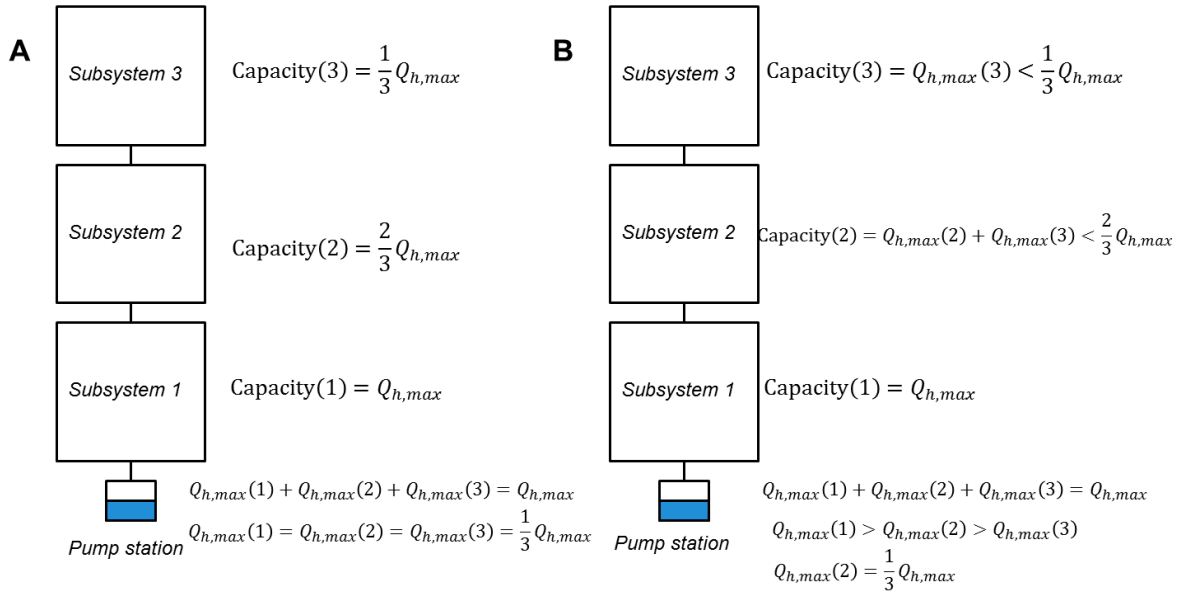 A
Subsystem 3
Capacity(3) = 1/3 Q_{h,max}
Subsystem 2
Capacity(2) = 2/3 Q_{h,max}
Subsystem 1
Capacity(1) = Q_{h,max}
Q_{h,max}(1) + Q_{h,max}(2) + Q_{h,max}(3) = Q_{h,max}
Q_{h,max}(1) = Q_{h,max}(2) = Q_{h,max}(3) = 1/3 Q_{h,max}
Pump station
B
Subsystem 3
Capacity(3) = Q_{h,max}(3) < 1/3 Q_{h,max}
Subsystem 2
Capacity(2) = Q_{h,max}(2) + Q_{h,max}(3) < 2/3 Q_{h,max}
Subsystem 1
Capacity(1) = Q_{h,max}
Q_{h,max}(1) + Q_{h,max}(2) + Q_{h,max}(3) = Q_{h,max}
Q_{h,max}(1) > Q_{h,max}(2) > Q_{h,max}(3)
Pump station
Q_{h,max}(2) = 1/3 Q_{h,max}